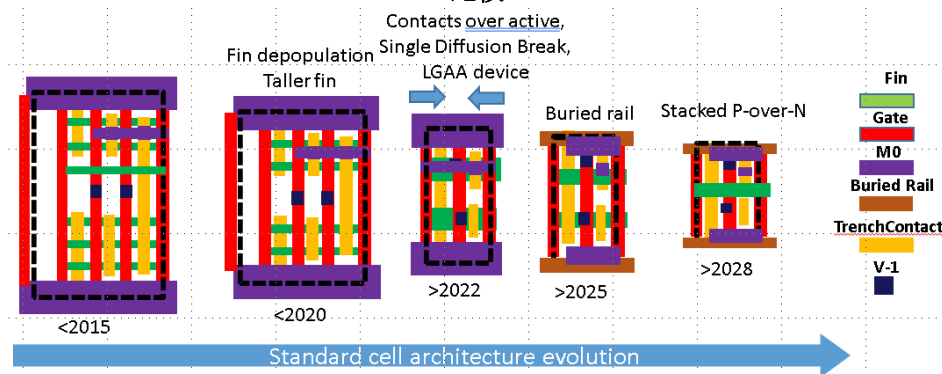 Contacts over active,
Single Diffusion Break,
LGAA device
Fin depopulation
Taller fin
Buried rail
Stacked P-over-N
Fin
Gate
M0
Buried Rail
TrenchContact
V-1
<2015
<2020
>2022
>2025
>2028
Standard cell architecture evolution